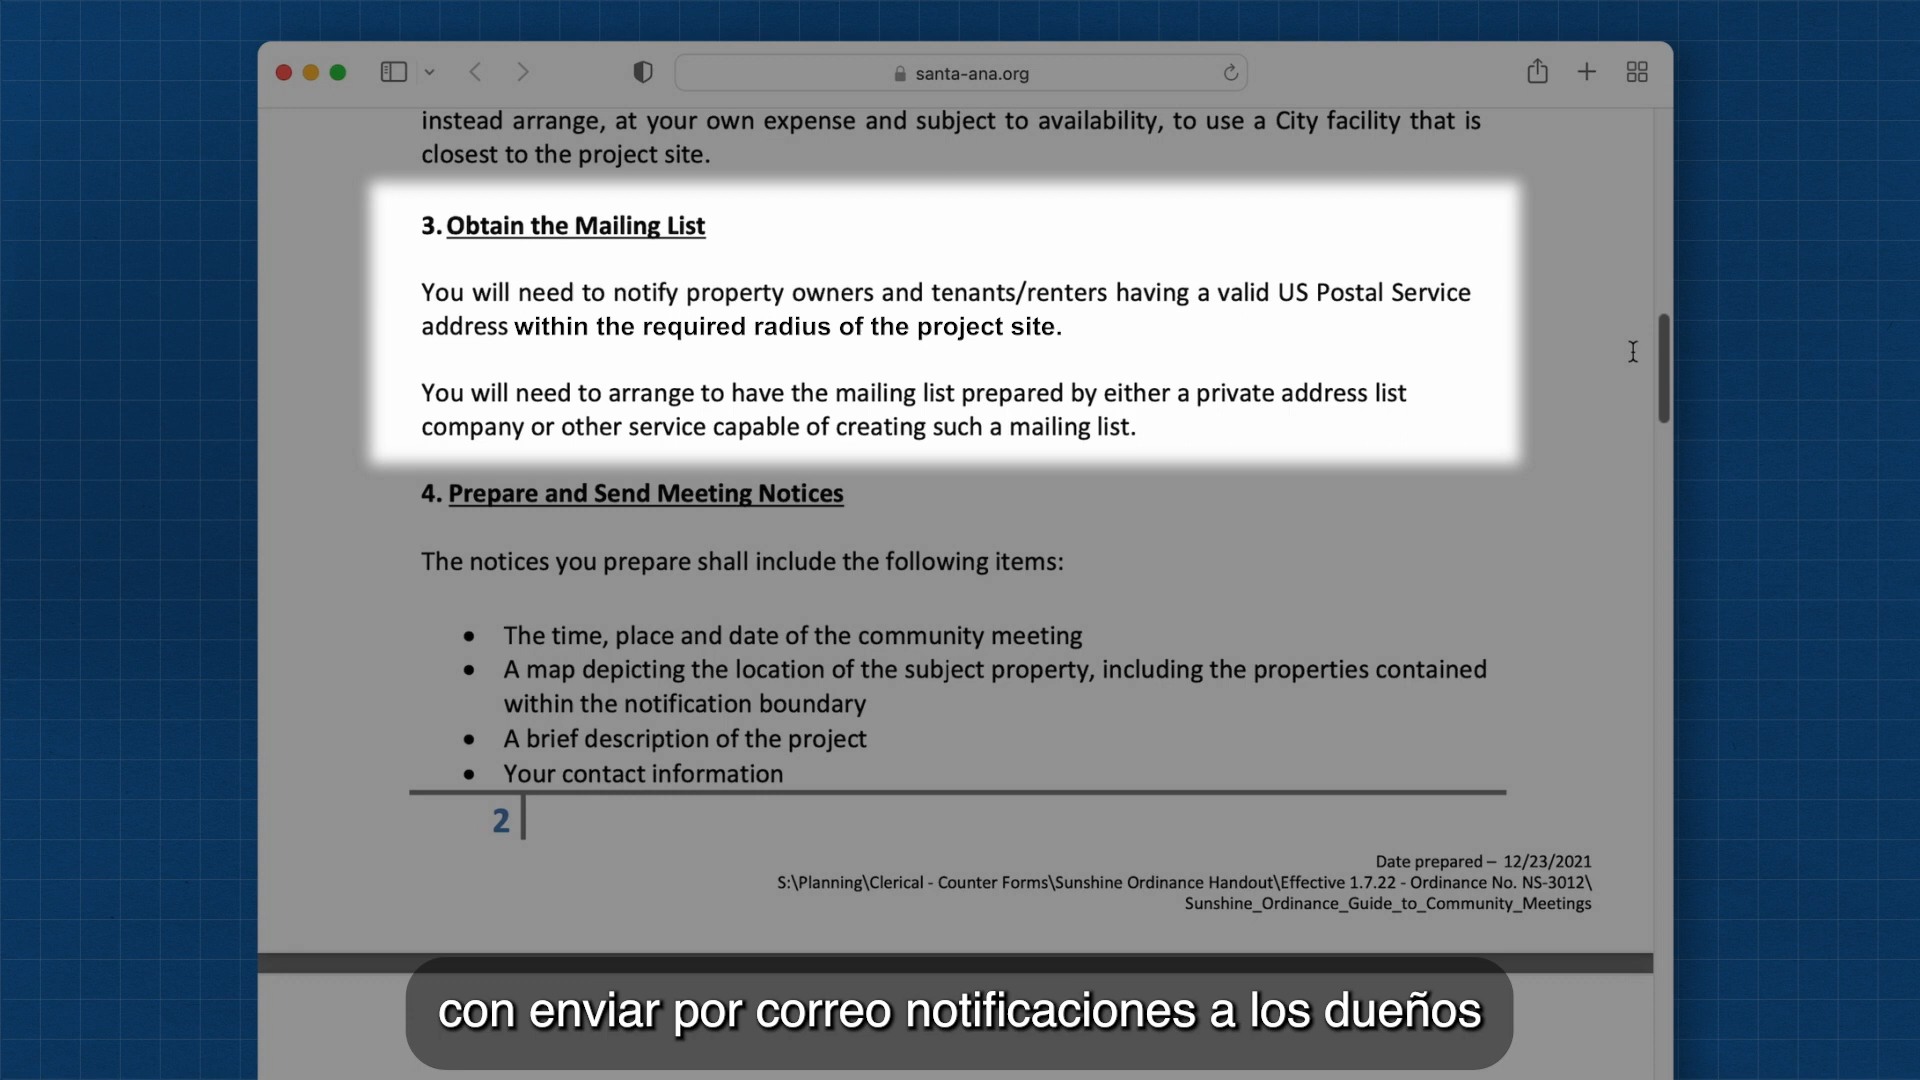 santa-ana.org
instead arrange, at your own expense and subject to availability, to use a City facility that is
closest to the project site.
3. Obtain the Mailing List
You will need to notify property owners and tenants/renters having a valid US Postal Service
address within the required radius of the project site.
You will need to arrange to have the mailing list prepared by either a private address list
company or other service capable of creating such a mailing list.
4. Prepare and Send Meeting Notices
The notices you prepare shall include the following items:
• The time, place and date of the community meeting
• A map depicting the location of the subject property, including the properties contained
within the notification boundary
• A brief description of the project
• Your contact information
2
Date prepared – 12/23/2021
S:\Planning\Clerical - Counter Forms\Sunshine Ordinance Handout\Effective 1.7.22 - Ordinance No. NS-3012\
Sunshine_Ordinance_Guide_to_Community_Meetings
con enviar por correo notificaciones a los dueños